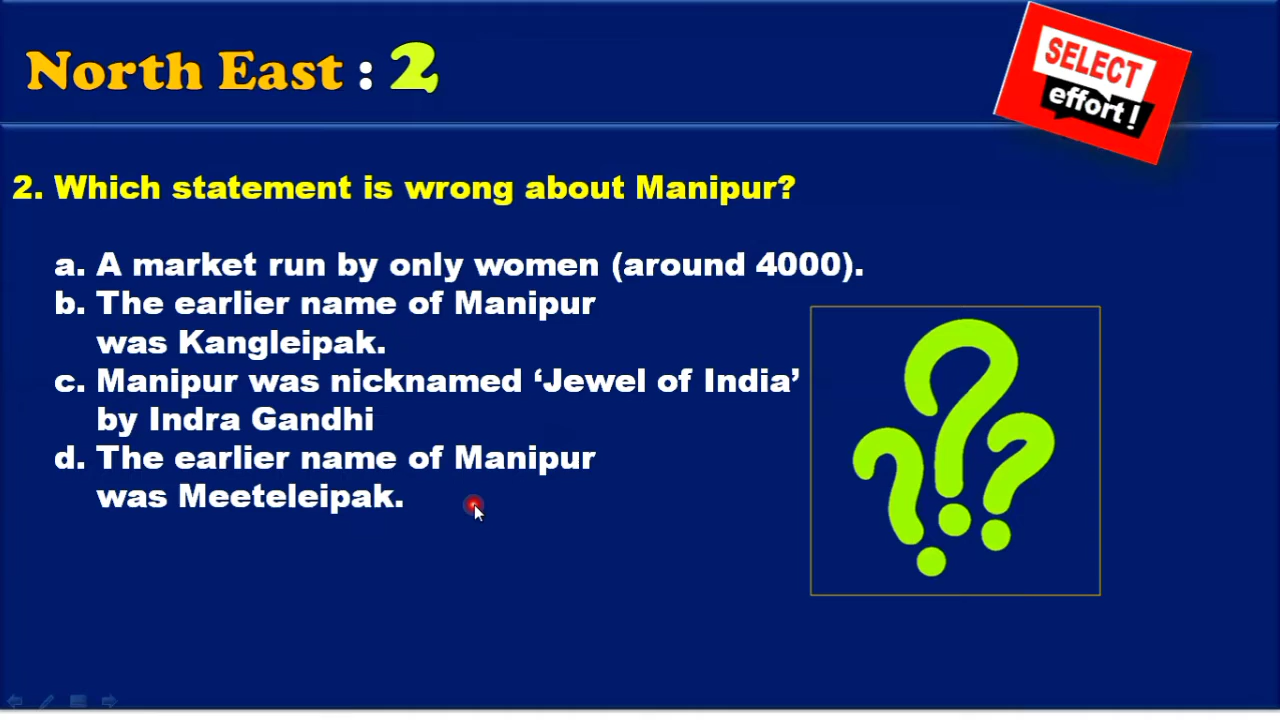 North East : 2
SELECT
effort!
2. Which statement is wrong about Manipur?
a. A market run by only women (around 4000).
b. The earlier name of Manipur
was Kangleipak.
c. Manipur was nicknamed ‘Jewel of India’
by Indra Gandhi
d. The earlier name of Manipur
was Meeteleipak.